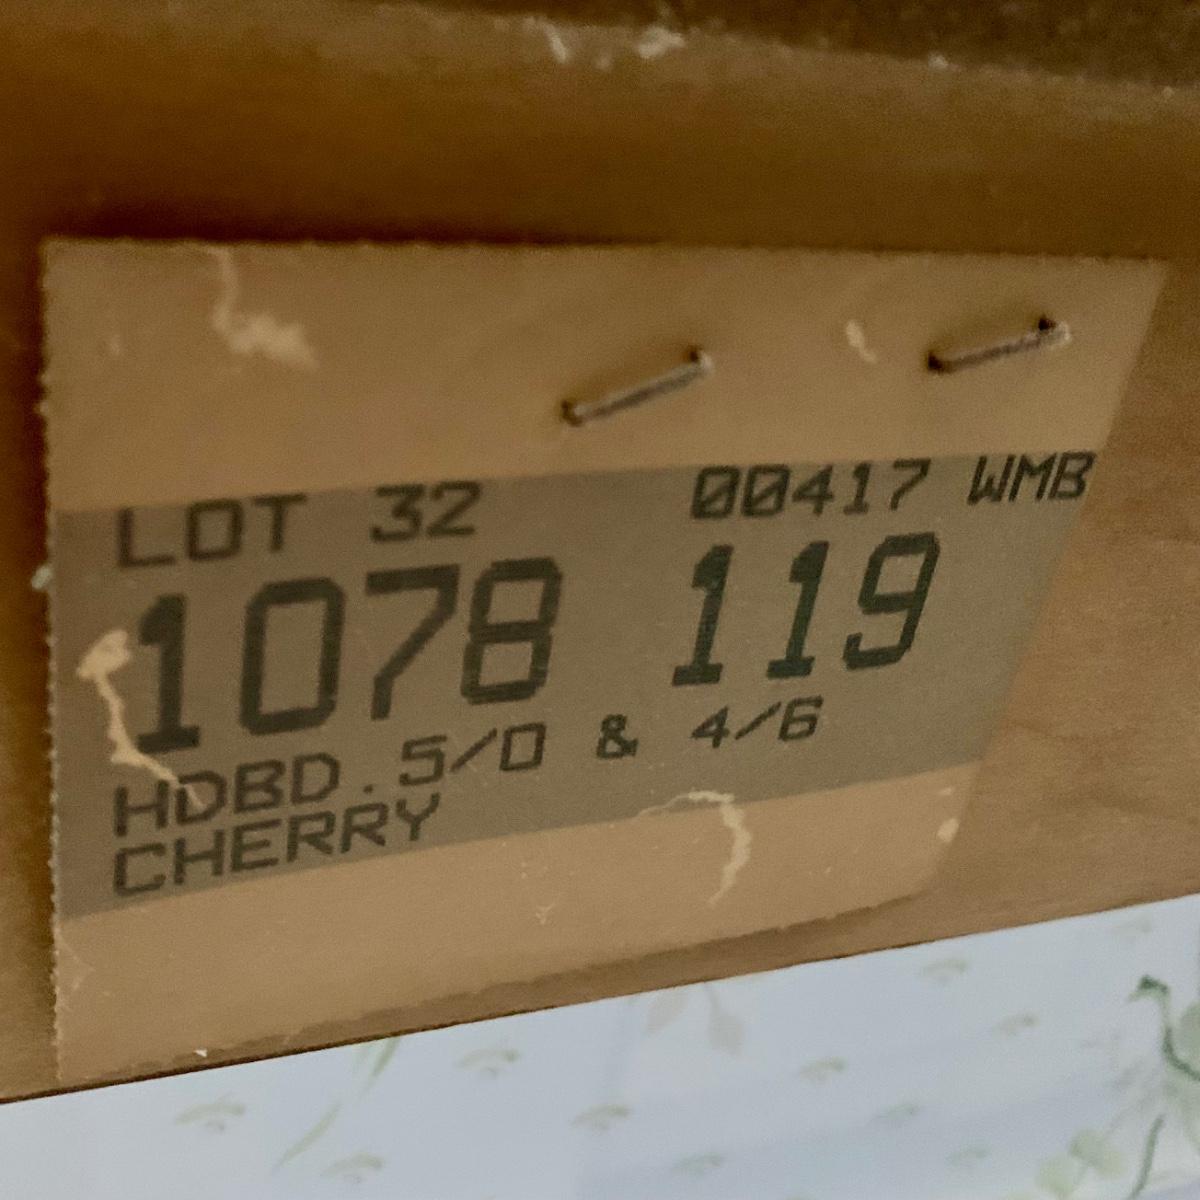 LOT 32 00417 WMB
1078 119
HDBD. 5/0 & 4/6
CHERRY